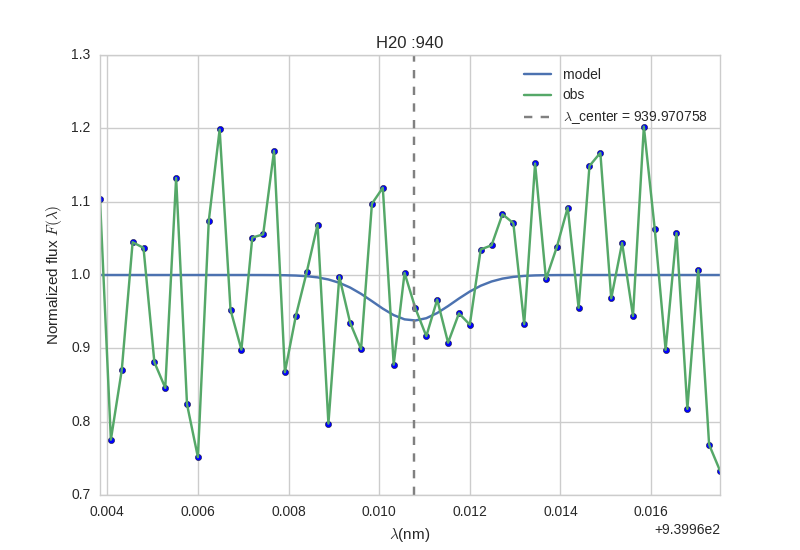 H20 :940
1.3
1.2
1.1
1.0
0.9
0.8
0.7
Normalized flux F(λ)
model
obs
λ_center = 939.970758
0.004 0.006 0.008 0.010 0.012 0.014 0.016
+9.3996e2
λ(nm)